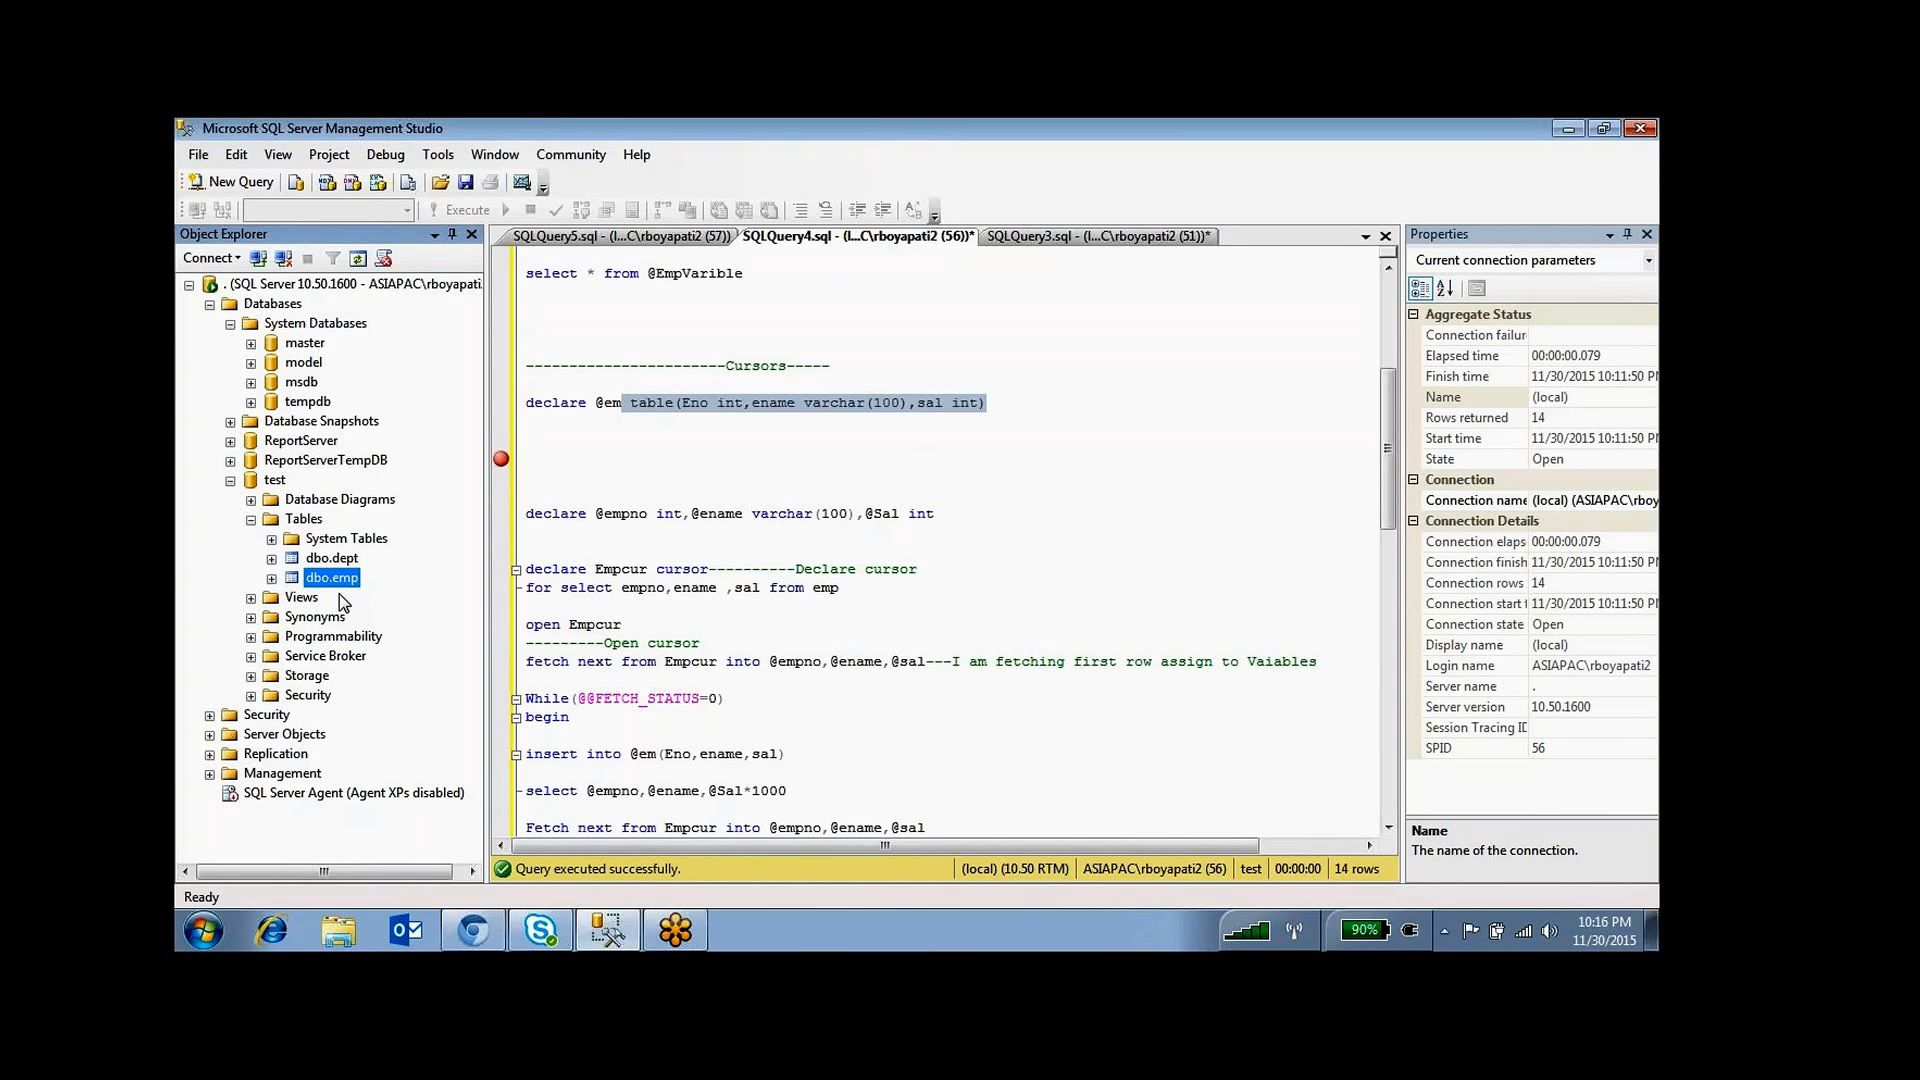 Microsoft SQL Server Management Studio
File Edit View Project Debug Tools Window Community Help
New Query
Execute
Object Explorer
Connect
. (SQL Server 10.50.1600 - ASIAPAC\rboyapati.
Databases
System Databases
master
model
msdb
tempdb
Database Snapshots
ReportServer
ReportServerTempDB
test
Database Diagrams
Tables
System Tables
dbo.dept
dbo.emp
Views
Synonyms
Programmability
Service Broker
Storage
Security
Security
Server Objects
Replication
Management
SQL Server Agent (Agent XPs disabled)
SQLQuery5.sql - (l...C\rboyapati2 (57)) SQLQuery4.sql - (l...C\rboyapati2 (56))* SQLQuery3.sql - (l...C\rboyapati2 (51))*
select * from @EmpVarible
-----------------------Cursors-----
declare @em table(Eno int,ename varchar(100),sal int)
declare @empno int,@ename varchar(100),@Sal int
declare Empcur cursor----------Declare cursor
for select empno,ename ,sal from emp
open Empcur
---------Open cursor
fetch next from Empcur into @empno,@ename,@sal---I am fetching first row assign to Vaiables
While(@@FETCH_STATUS=0)
begin
insert into @em(Eno,ename,sal)
select @empno,@ename,@Sal*1000
Fetch next from Empcur into @empno,@ename,@sal
Query executed successfully. (local) (10.50 RTM) ASIAPAC\rboyapati2 (56) test 00:00:00 14 rows
Properties
Current connection parameters
Aggregate Status
Connection failur
Elapsed time 00:00:00.079
Finish time 11/30/2015 10:11:50 PM
Name (local)
Rows returned 14
Start time 11/30/2015 10:11:50 PM
State Open
Connection
Connection name (local) (ASIAPAC\rboy
Connection Details
Connection elaps 00:00:00.079
Connection finish 11/30/2015 10:11:50 PM
Connection rows 14
Connection start t 11/30/2015 10:11:50 PM
Connection state Open
Display name (local)
Login name ASIAPAC\rboyapati2
Server name .
Server version 10.50.1600
Session Tracing ID
SPID 56
Name
The name of the connection.
Ready
90%
10:16 PM
11/30/2015